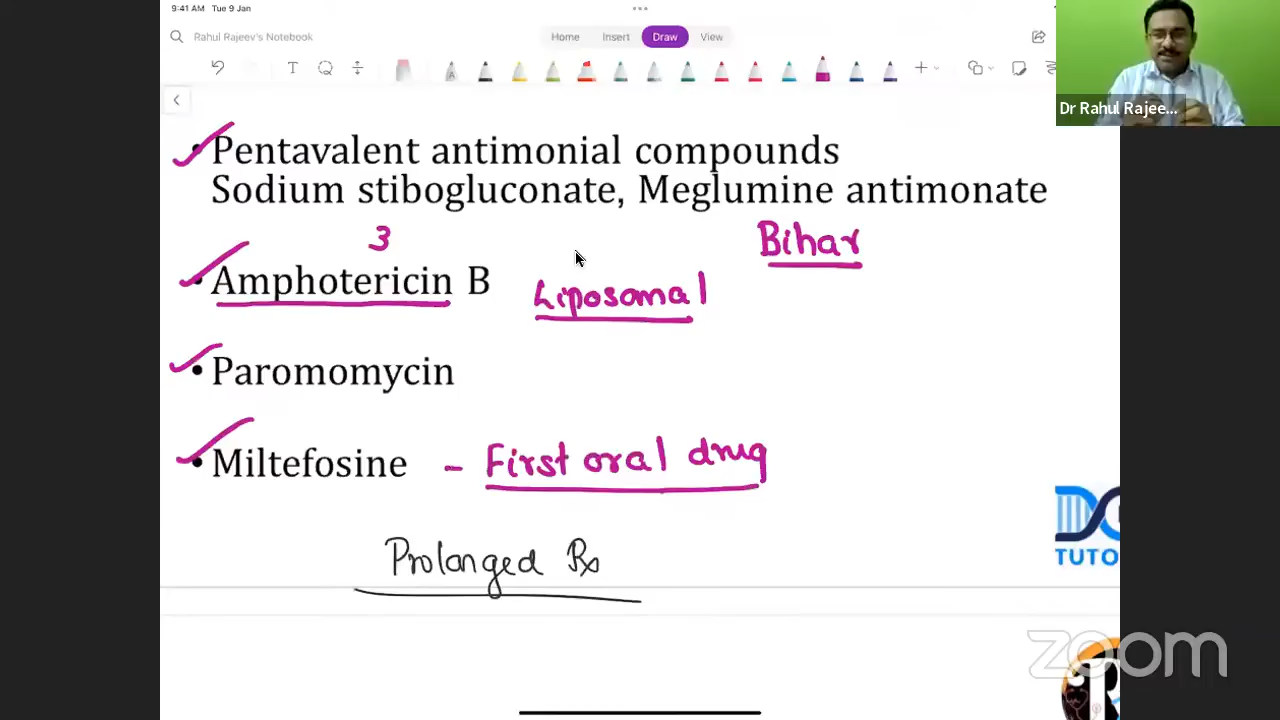 9:41 AM Tue 9 Jan
Rahul Rajeev's Notebook
Home Insert Draw View
Dr Rahul Rajee...
• Pentavalent antimonial compounds
Sodium stibogluconate, Meglumine antimonate
3
Bihar
• Amphotericin B Liposomal
• Paromomycin
• Miltefosine - First oral drug
Prolanged Rx
TUTO
zoom